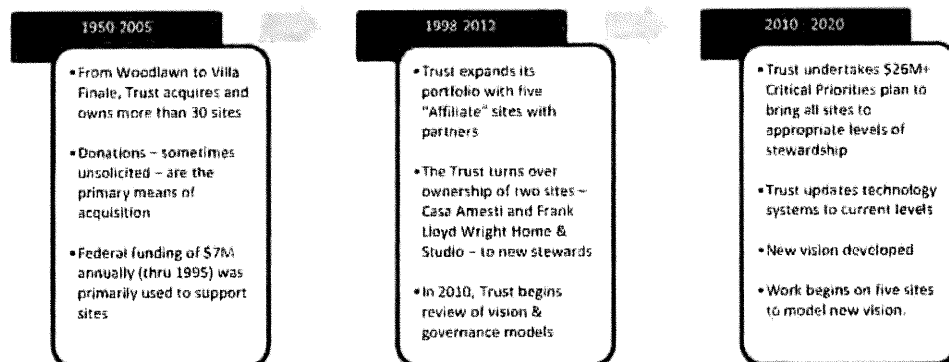 1950-2005
• From Woodlawn to Villa
Finale, Trust acquires and
owns more than 30 sites
• Donations – sometimes
unsolicited – are the
primary means of
acquisition
• Federal funding of $7M
annually (thru 1995) was
primarily used to support
sites
1998-2012
• Trust expands its
portfolio with five
"Affiliate" sites with
partners
• The Trust turns over
ownership of two sites –
Casa Amesti and Frank
Lloyd Wright Home &
Studio – to new stewards
• In 2010, Trust begins
review of vision &
governance models
2010 - 2020
• Trust undertakes $26M+
Critical Priorities plan to
bring all sites to
appropriate levels of
stewardship
• Trust updates technology
systems to current levels
• New vision developed
• Work begins on five sites
to model new vision.